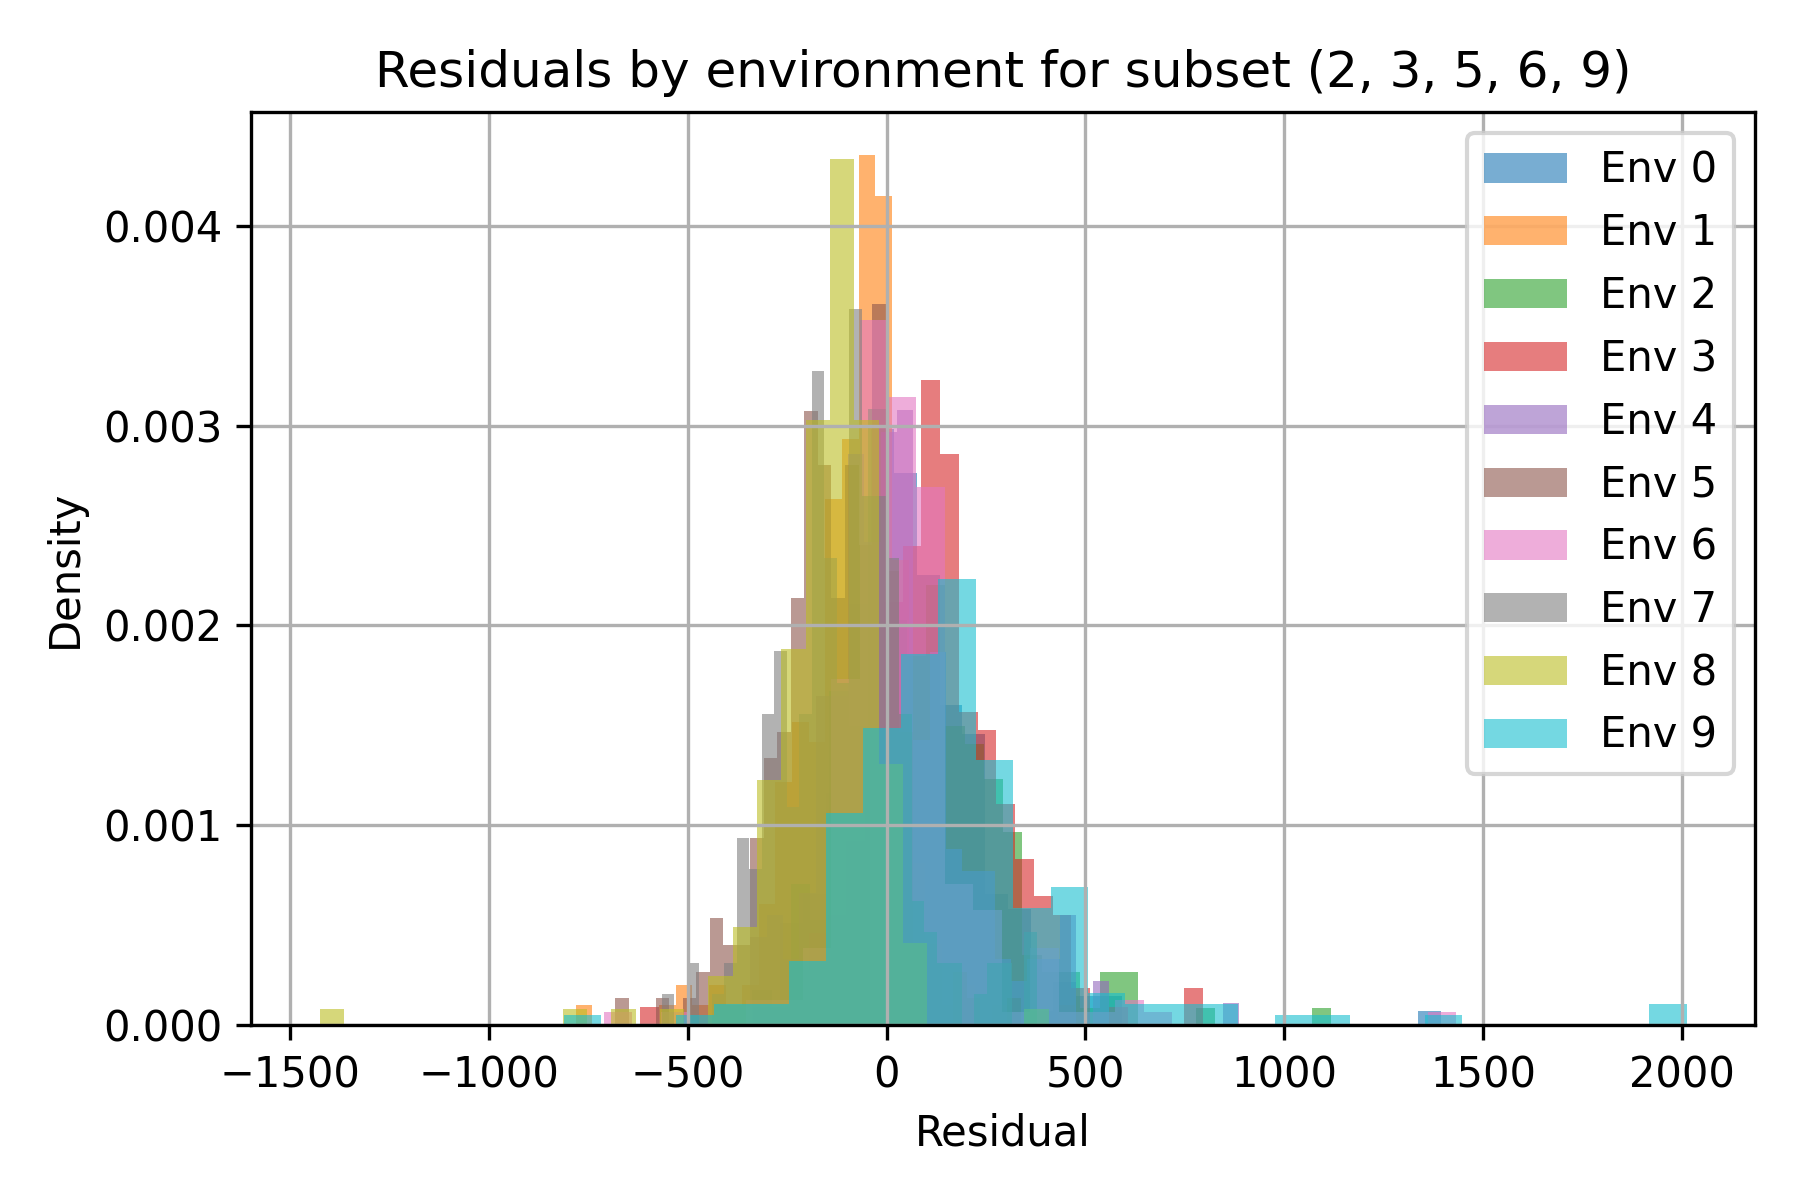 Residuals by environment for subset (2, 3, 5, 6, 9)
Density
0.004
0.003
0.002
0.001
0.000
−1500
−1000
−500
0
500
1000
1500
2000
Residual
Env 0
Env 1
Env 2
Env 3
Env 4
Env 5
Env 6
Env 7
Env 8
Env 9